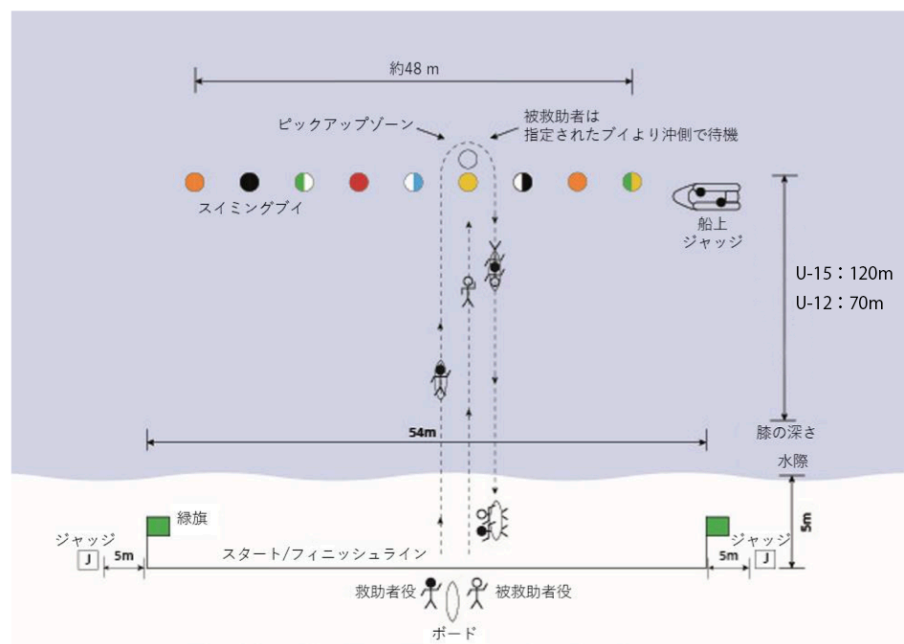 約48 m
ピックアップゾーン
被救助者は
指定されたブイより沖側で待機
スイミングブイ
船上
ジャッジ
U-15：120m
U-12：70m
54m
膝の深さ
水際
緑旗
5m
ジャッジ
J
5m
スタート/フィニッシュライン
ジャッジ
5m
J
救助者役
被救助者役
ボード